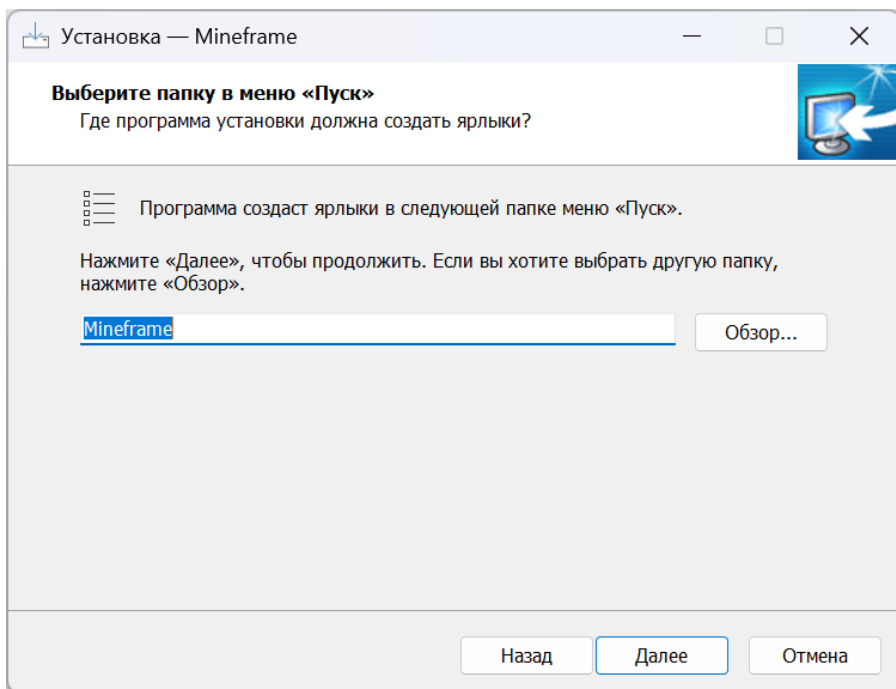 Установка — Mineframe
Выберите папку в меню «Пуск»
Где программа установки должна создать ярлыки?
Программа создаст ярлыки в следующей папке меню «Пуск».
Нажмите «Далее», чтобы продолжить. Если вы хотите выбрать другую папку,
нажмите «Обзор».
Mineframe
Обзор...
Назад
Далее
Отмена